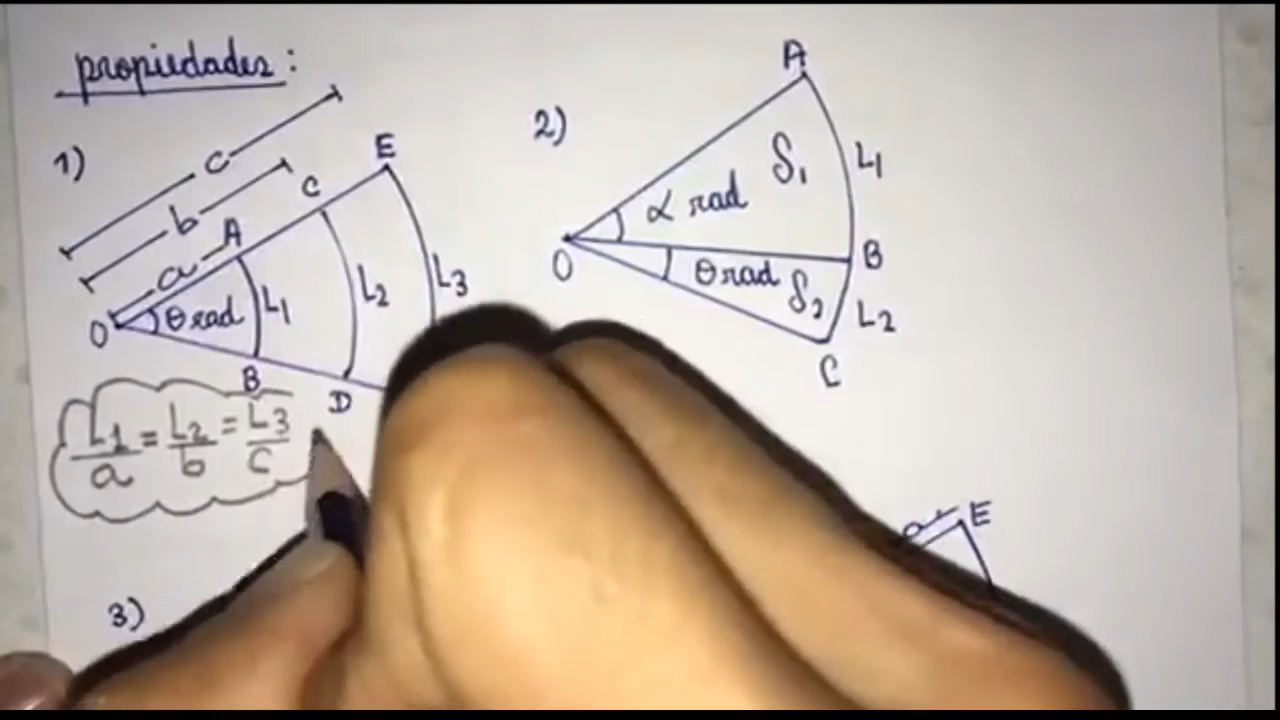 propiedades:
1)
c
b
a
A
C
E
O
θ rad
L1
L2
L3
B
D
L1/a = L2/b = L3/c
2)
A
S1
L1
α rad
O
B
θ rad
S2
L2
C
3)
a
E